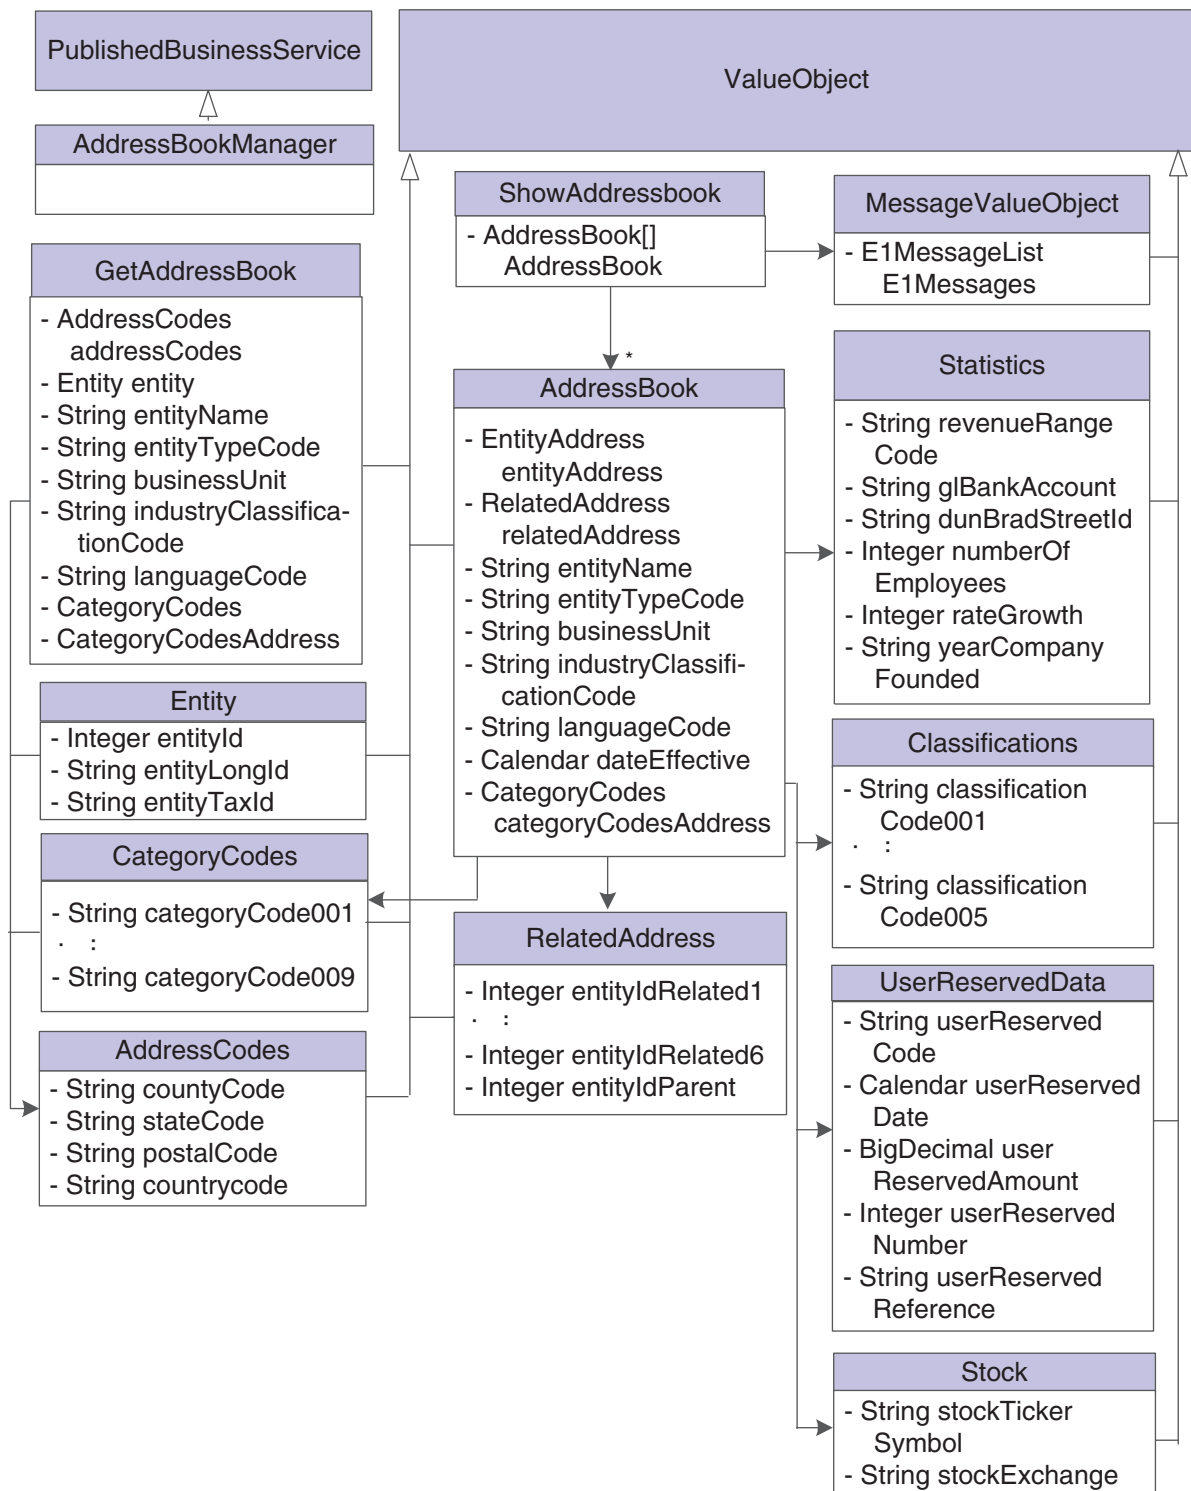 PublishedBusinessService
AddressBookManager
ValueObject
GetAddressBook
- AddressCodes
addressCodes
- Entity entity
- String entityName
- String entityTypeCode
- String businessUnit
- String industryClassifica-
tionCode
- String languageCode
- CategoryCodes
- CategoryCodesAddress
Entity
- Integer entityId
- String entityLongId
- String entityTaxId
CategoryCodes
- String categoryCode001
. :
- String categoryCode009
AddressCodes
- String countyCode
- String stateCode
- String postalCode
- String countrycode
ShowAddressbook
- AddressBook[]
AddressBook
*
AddressBook
- EntityAddress
entityAddress
- RelatedAddress
relatedAddress
- String entityName
- String entityTypeCode
- String businessUnit
- String industryClassifi-
cationCode
- String languageCode
- Calendar dateEffective
- CategoryCodes
categoryCodesAddress
RelatedAddress
- Integer entityIdRelated1
. :
- Integer entityIdRelated6
- Integer entityIdParent
MessageValueObject
- E1MessageList
E1Messages
Statistics
- String revenueRange
Code
- String glBankAccount
- String dunBradStreetId
- Integer numberOf
Employees
- Integer rateGrowth
- String yearCompany
Founded
Classifications
- String classification
Code001
. :
- String classification
Code005
UserReservedData
- String userReserved
Code
- Calendar userReserved
Date
- BigDecimal user
ReservedAmount
- Integer userReserved
Number
- String userReserved
Reference
Stock
- String stockTicker
Symbol
- String stockExchange